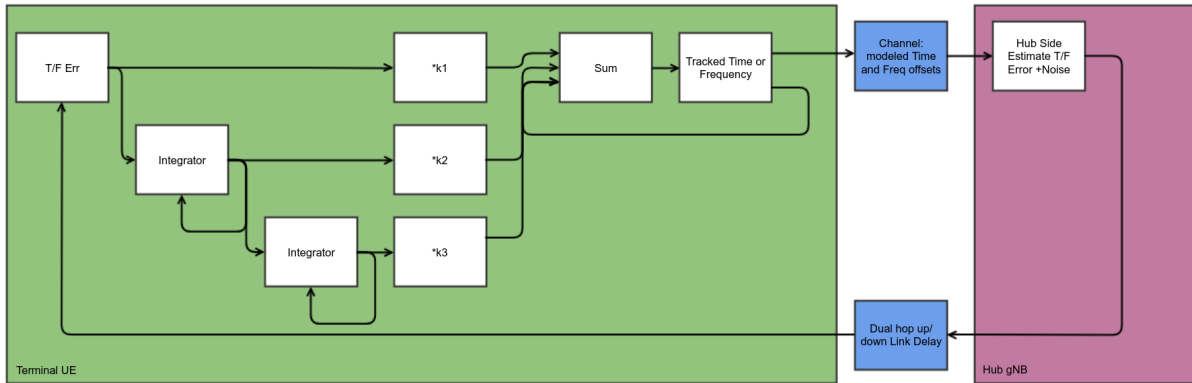 T/F Err
*k1
Sum
Tracked Time or
Frequency
Channel:
modeled Time
and Freq offsets
Hub Side
Estimate T/F
Error +Noise
Integrator
*k2
Integrator
*k3
Dual hop up/
down Link Delay
Terminal UE
Hub gNB